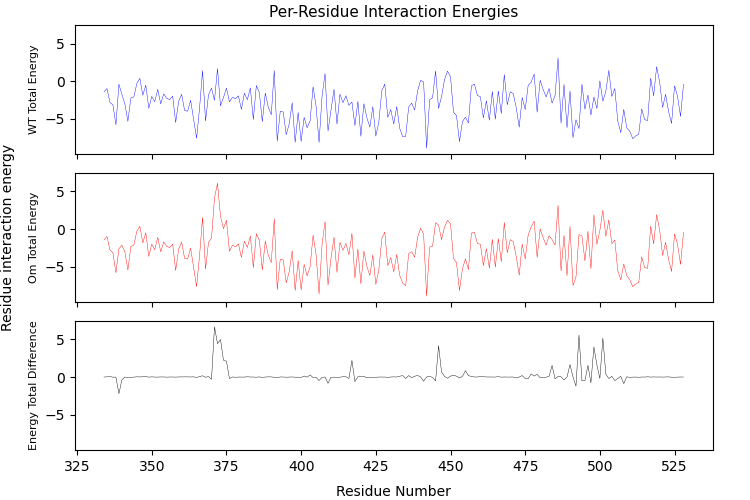 Per-Residue Interaction Energies
Residue interaction energy
WT Total Energy
5
0
−5
Om Total Energy
5
0
−5
Energy Total Difference
5
0
−5
325 350 375 400 425 450 475 500 525
Residue Number